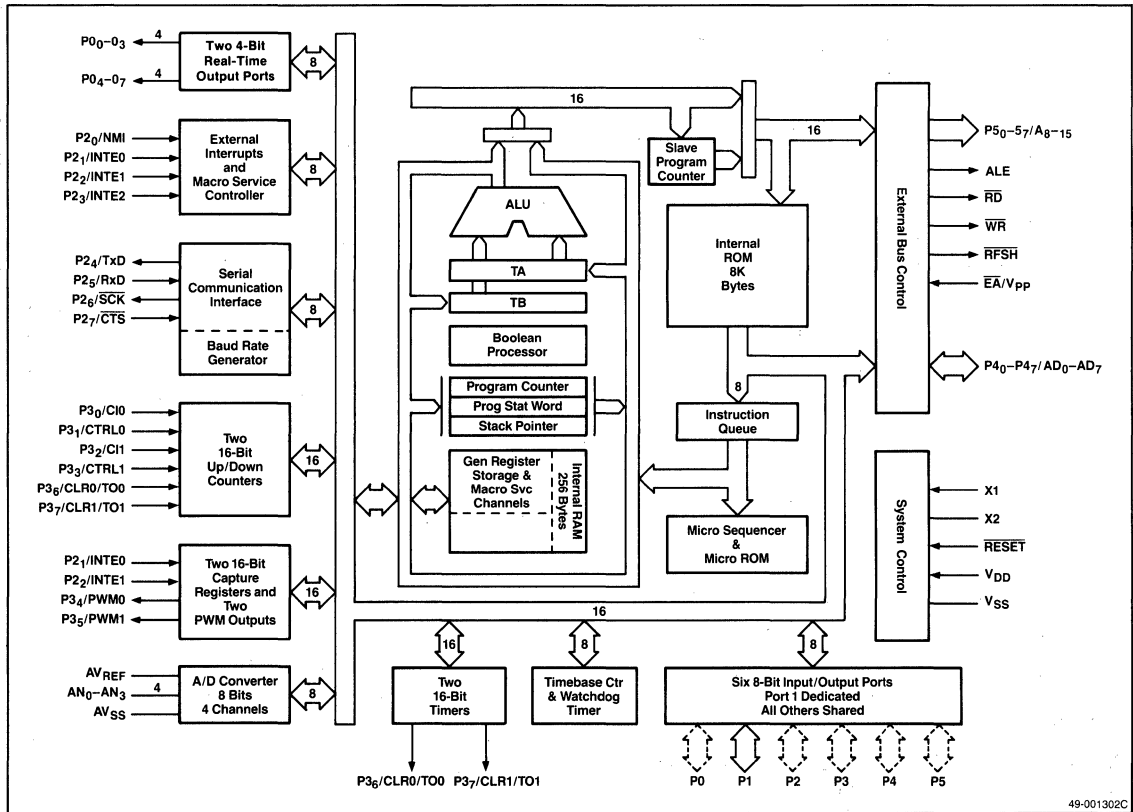 P0₀–0₃
4
P0₄–0₇
4
Two 4-Bit
Real-Time
Output Ports
8
P2₀/NMI
P2₁/INTE0
P2₂/INTE1
P2₃/INTE2
External
Interrupts
and
Macro Service
Controller
8
P2₄/TxD
P2₅/RxD
P2₆/S̅C̅K̅
P2₇/C̅T̅S̅
Serial
Communication
Interface
Baud Rate
Generator
8
P3₀/CI0
P3₁/CTRL0
P3₂/CI1
P3₃/CTRL1
P3₆/CLR0/TO0
P3₇/CLR1/TO1
Two
16-Bit
Up/Down
Counters
16
P2₁/INTE0
P2₂/INTE1
P3₄/PWM0
P3₅/PWM1
Two 16-Bit
Capture
Registers and
Two
PWM Outputs
16
AV_REF
AN₀–AN₃
4
AV_SS
A/D Converter
8 Bits
4 Channels
8
16
ALU
TA
TB
Boolean
Processor
Program Counter
Prog Stat Word
Stack Pointer
Gen Register
Storage &
Macro Svc
Channels
Internal RAM
256 Bytes
Slave
Program
Counter
16
Internal
ROM
8K
Bytes
8
Instruction
Queue
Micro Sequencer
&
Micro ROM
16
External Bus Control
P5₀–5₇/A₈–₁₅
ALE
R̅D̅
W̅R̅
R̅F̅S̅H̅
E̅A̅/V_PP
P4₀–P4₇/AD₀–AD₇
System Control
X1
X2
R̅E̅S̅E̅T̅
V_DD
V_SS
16
Two
16-Bit
Timers
P3₆/CLR0/TO0
P3₇/CLR1/TO1
8
Timebase Ctr
& Watchdog
Timer
8
Six 8-Bit Input/Output Ports
Port 1 Dedicated
All Others Shared
P0
P1
P2
P3
P4
P5
49-001302C